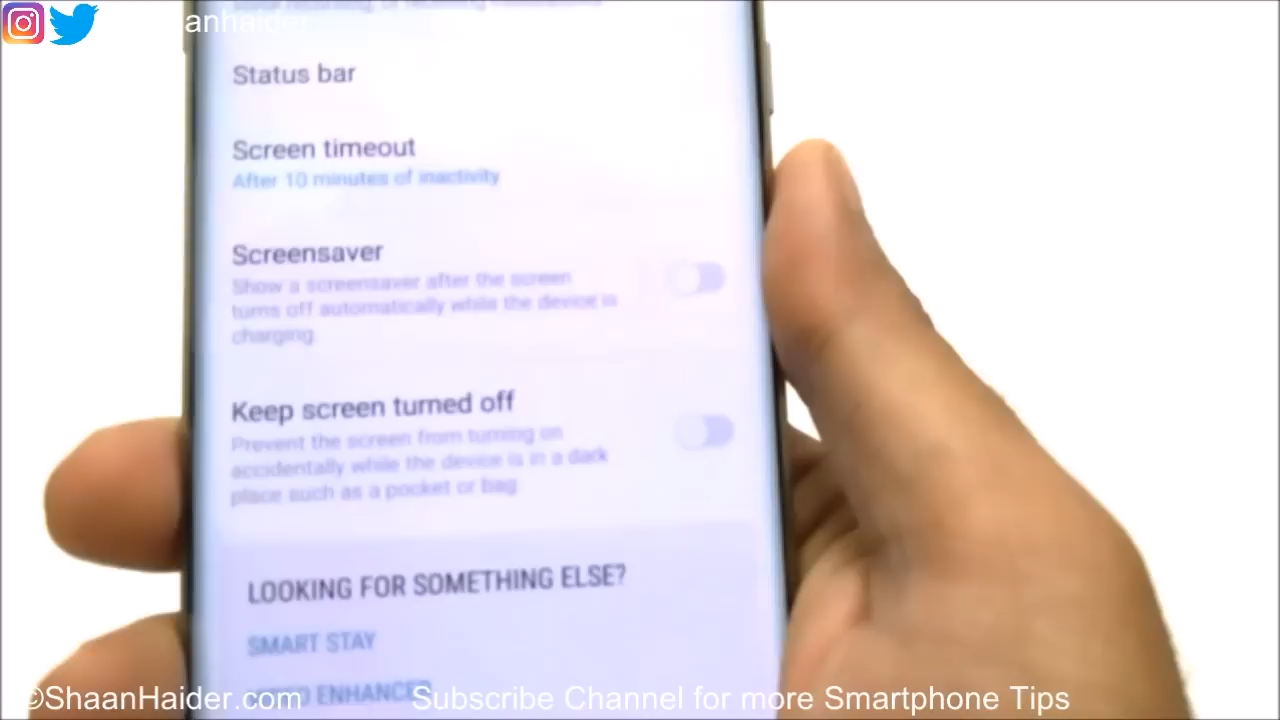 Status bar
Screen timeout
After 10 minutes of inactivity
Screensaver
Show a screensaver after the screen
turns off automatically while the device is
charging.
Keep screen turned off
Prevent the screen from turning on
accidentally while the device is in a dark
place such as a pocket or bag
LOOKING FOR SOMETHING ELSE?
SMART STAY
ENHANCER
©ShaanHaider.com
Subscribe Channel for more Smartphone Tips